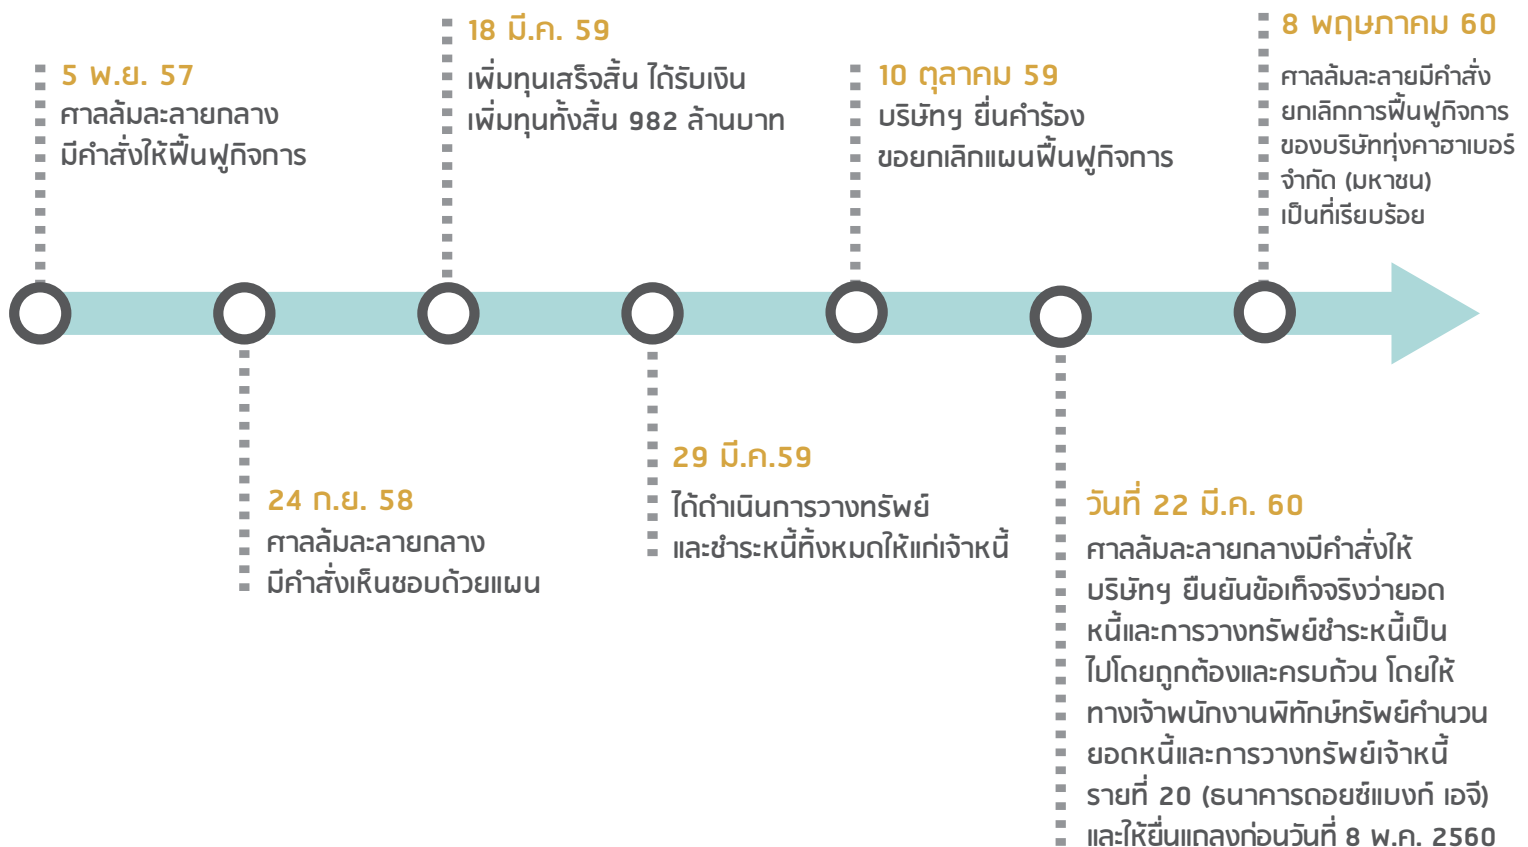 5 พ.ย. 57
ศาลล้มละลายกลาง
มีคำสั่งให้ฟื้นฟูกิจการ
24 ก.ย. 58
ศาลล้มละลายกลาง
มีคำสั่งเห็นชอบด้วยแผน
18 มี.ค. 59
เพิ่มทุนเสร็จสิ้น ได้รับเงิน
เพิ่มทุนทั้งสิ้น 982 ล้านบาท
29 มี.ค.59
ได้ดำเนินการวางทรัพย์
และชำระหนี้ทั้งหมดให้แก่เจ้าหนี้
10 ตุลาคม 59
บริษัทฯ ยื่นคำร้อง
ขอยกเลิกแผนฟื้นฟูกิจการ
วันที่ 22 มี.ค. 60
ศาลล้มละลายกลางมีคำสั่งให้
บริษัทฯ ยืนยันข้อเท็จจริงว่ายอด
หนี้และการวางทรัพย์ชำระหนี้เป็น
ไปโดยถูกต้องและครบถ้วน โดยให้
ทางเจ้าพนักงานพิทักษ์ทรัพย์คำนวน
ยอดหนี้และการวางทรัพย์เจ้าหนี้
รายที่ 20 (ธนาคารดอยซ์แบงก์ เอจี)
และให้ยื่นแถลงก่อนวันที่ 8 พ.ค. 2560
8 พฤษภาคม 60
ศาลล้มละลายมีคำสั่ง
ยกเลิกการฟื้นฟูกิจการ
ของบริษัททุ่งคาฮาเบอร์
จำกัด (มหาชน)
เป็นที่เรียบร้อย